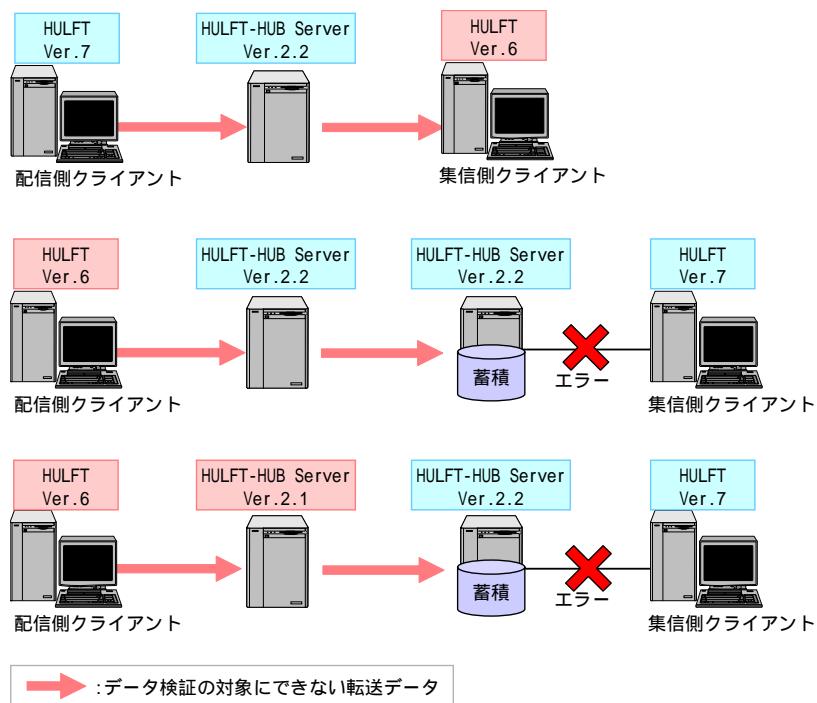 HULFT
Ver.7
HULFT-HUB Server
Ver.2.2
HULFT
Ver.6
配信側クライアント
集信側クライアント
HULFT
Ver.6
HULFT-HUB Server
Ver.2.2
HULFT-HUB Server
Ver.2.2
HULFT
Ver.7
蓄積
エラー
配信側クライアント
集信側クライアント
HULFT
Ver.6
HULFT-HUB Server
Ver.2.1
HULFT-HUB Server
Ver.2.2
HULFT
Ver.7
蓄積
エラー
配信側クライアント
集信側クライアント
:データ検証の対象にできない転送データ